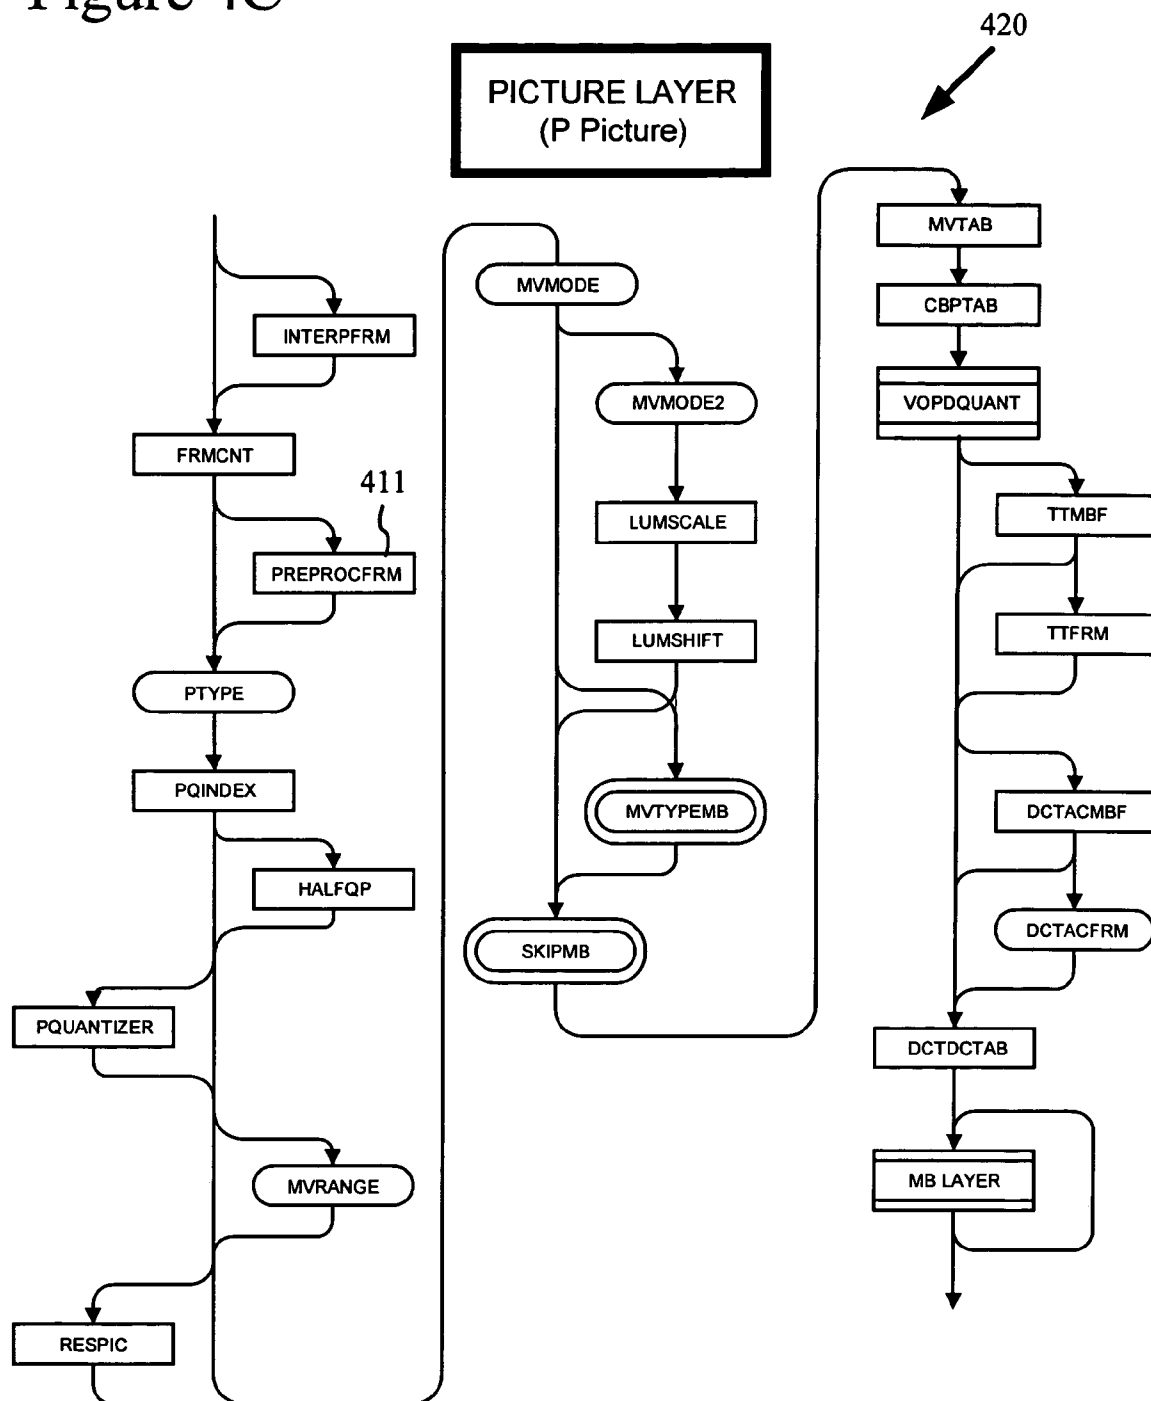 Figure 4C
420
PICTURE LAYER
(P Picture)
INTERPFRM
FRMCNT
411
PREPROCFRM
PTYPE
PQINDEX
HALFQP
PQUANTIZER
MVRANGE
RESPIC
MVMODE
MVMODE2
LUMSCALE
LUMSHIFT
MVTYPEMB
SKIPMB
MVTAB
CBPTAB
VOPDQUANT
TTMBF
TTFRM
DCTACMBF
DCTACFRM
DCTDCTAB
MB LAYER